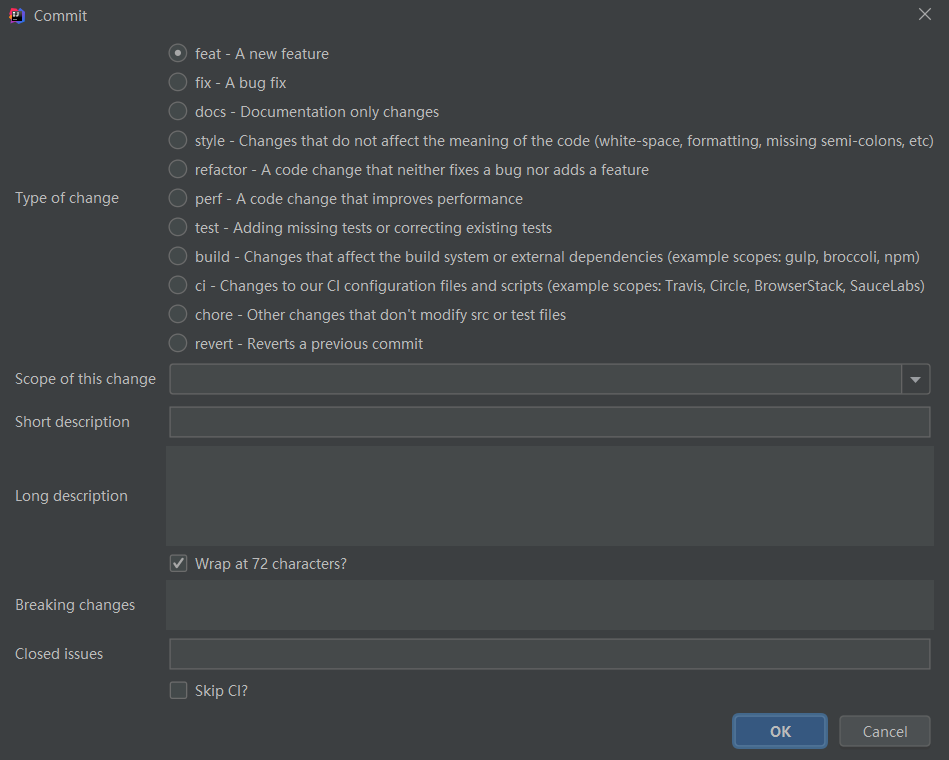 Commit
feat - A new feature
fix - A bug fix
docs - Documentation only changes
style - Changes that do not affect the meaning of the code (white-space, formatting, missing semi-colons, etc)
refactor - A code change that neither fixes a bug nor adds a feature
Type of change
perf - A code change that improves performance
test - Adding missing tests or correcting existing tests
build - Changes that affect the build system or external dependencies (example scopes: gulp, broccoli, npm)
ci - Changes to our CI configuration files and scripts (example scopes: Travis, Circle, BrowserStack, SauceLabs)
chore - Other changes that don't modify src or test files
revert - Reverts a previous commit
Scope of this change
Short description
Long description
Wrap at 72 characters?
Breaking changes
Closed issues
Skip CI?
OK
Cancel